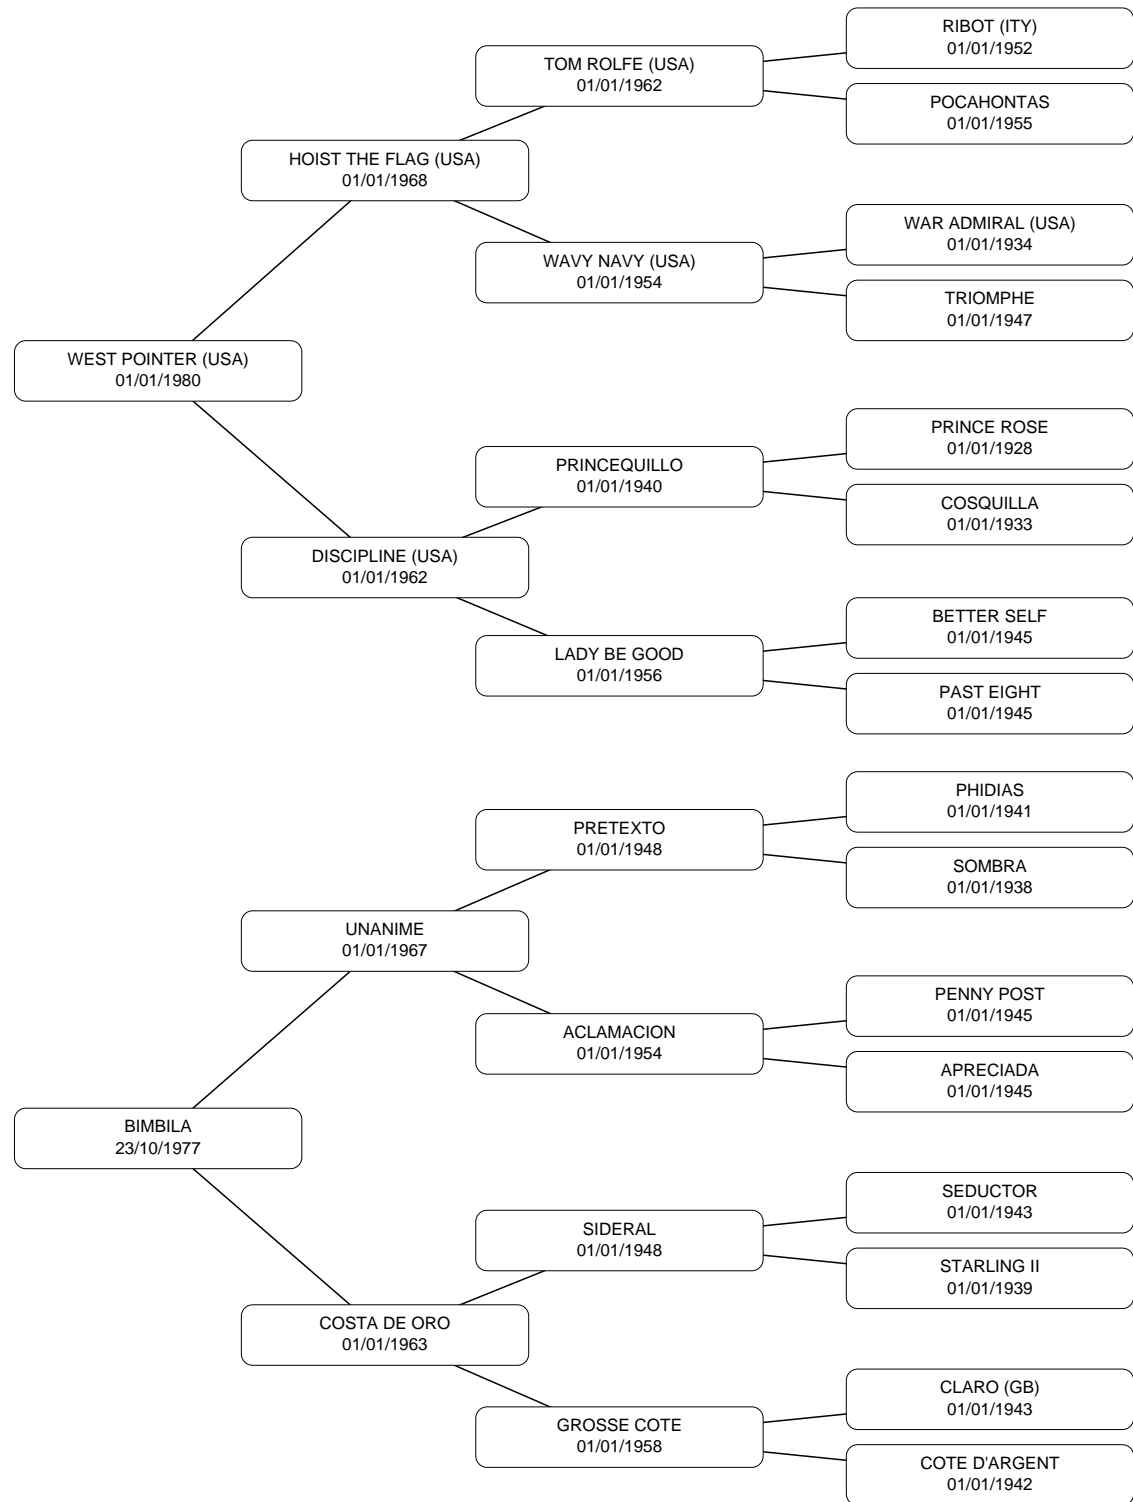 RIBOT (ITY)
01/01/1952
TOM ROLFE (USA)
01/01/1962
POCAHONTAS
01/01/1955
HOIST THE FLAG (USA)
01/01/1968
WAR ADMIRAL (USA)
01/01/1934
WAVY NAVY (USA)
01/01/1954
TRIOMPHE
01/01/1947
WEST POINTER (USA)
01/01/1980
PRINCE ROSE
01/01/1928
PRINCEQUILLO
01/01/1940
COSQUILLA
01/01/1933
DISCIPLINE (USA)
01/01/1962
BETTER SELF
01/01/1945
LADY BE GOOD
01/01/1956
PAST EIGHT
01/01/1945
PHIDIAS
01/01/1941
PRETEXTO
01/01/1948
SOMBRA
01/01/1938
UNANIME
01/01/1967
PENNY POST
01/01/1945
ACLAMACION
01/01/1954
APRECIADA
01/01/1945
BIMBILA
23/10/1977
SEDUCTOR
01/01/1943
SIDERAL
01/01/1948
STARLING II
01/01/1939
COSTA DE ORO
01/01/1963
CLARO (GB)
01/01/1943
GROSSE COTE
01/01/1958
COTE D'ARGENT
01/01/1942